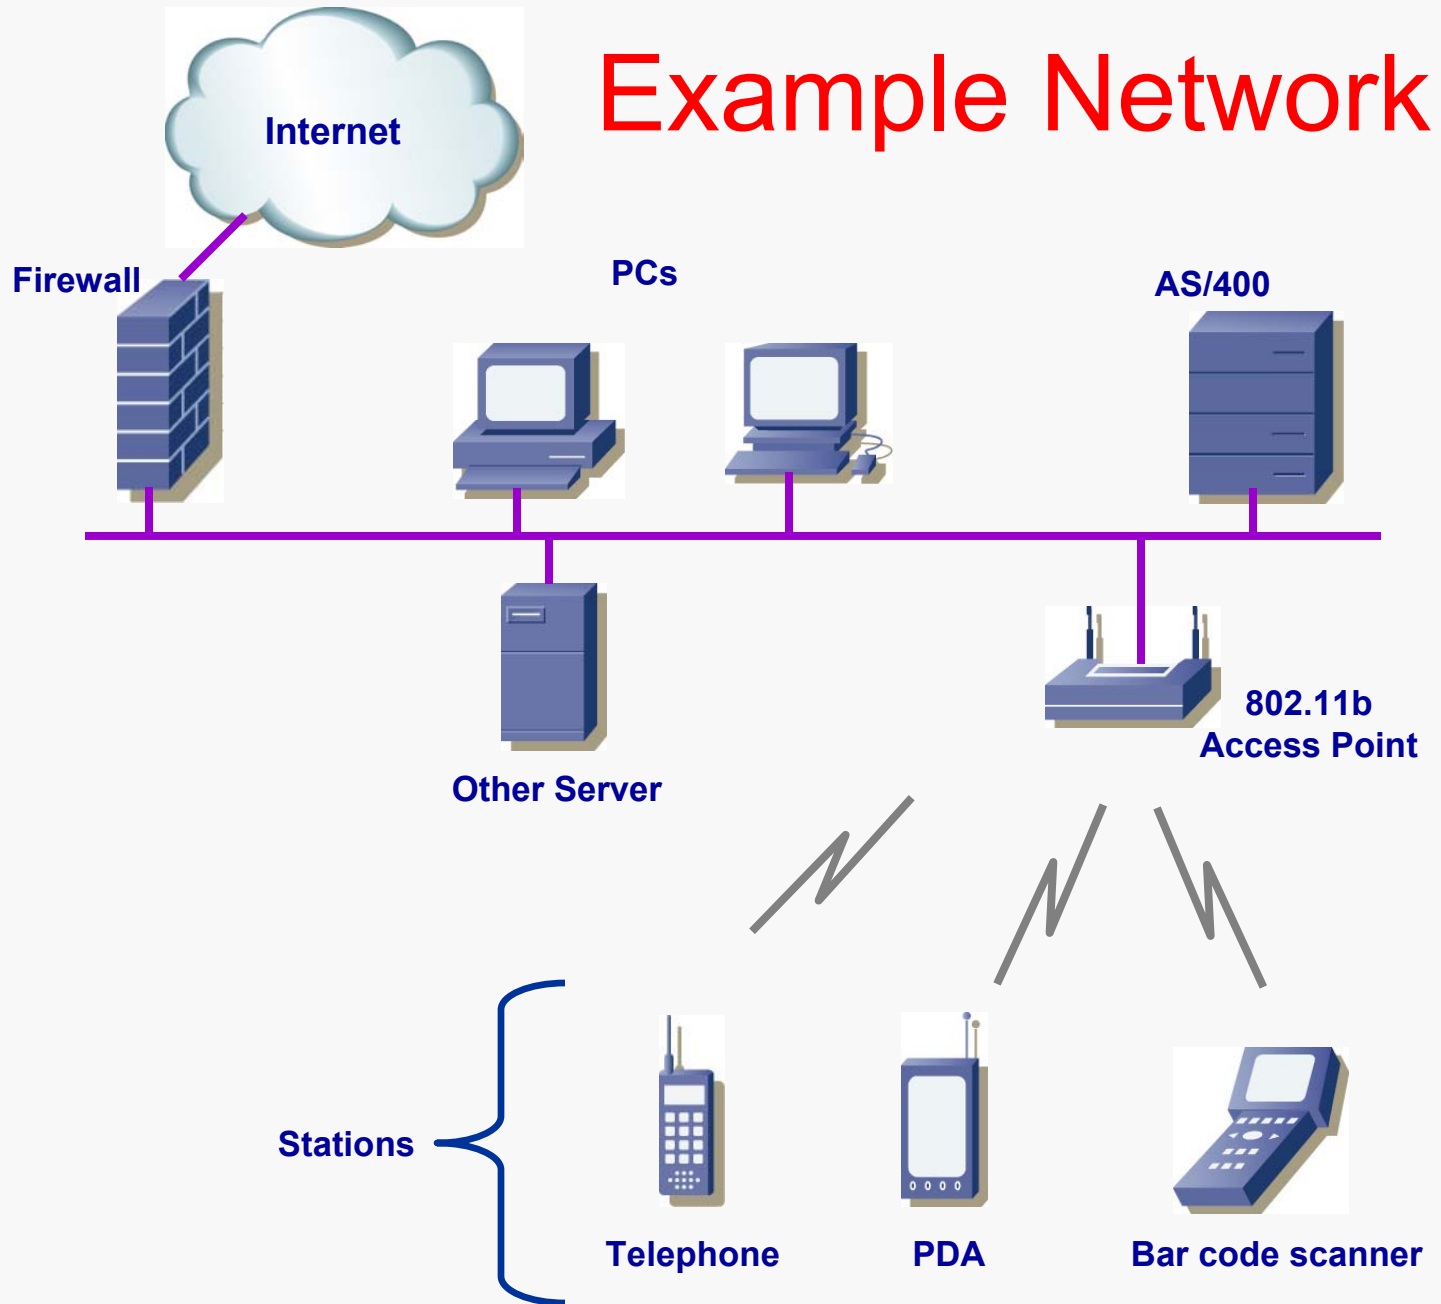 Example Network
Internet
Firewall
PCs
AS/400
802.11b
Access Point
Other Server
Stations
Telephone
PDA
Bar code scanner